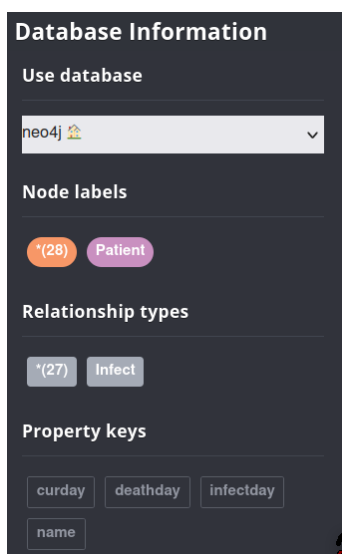 Database Information
Use database
neo4j
Node labels
*(28) Patient
Relationship types
*(27) Infect
Property keys
curday deathday infectday
name